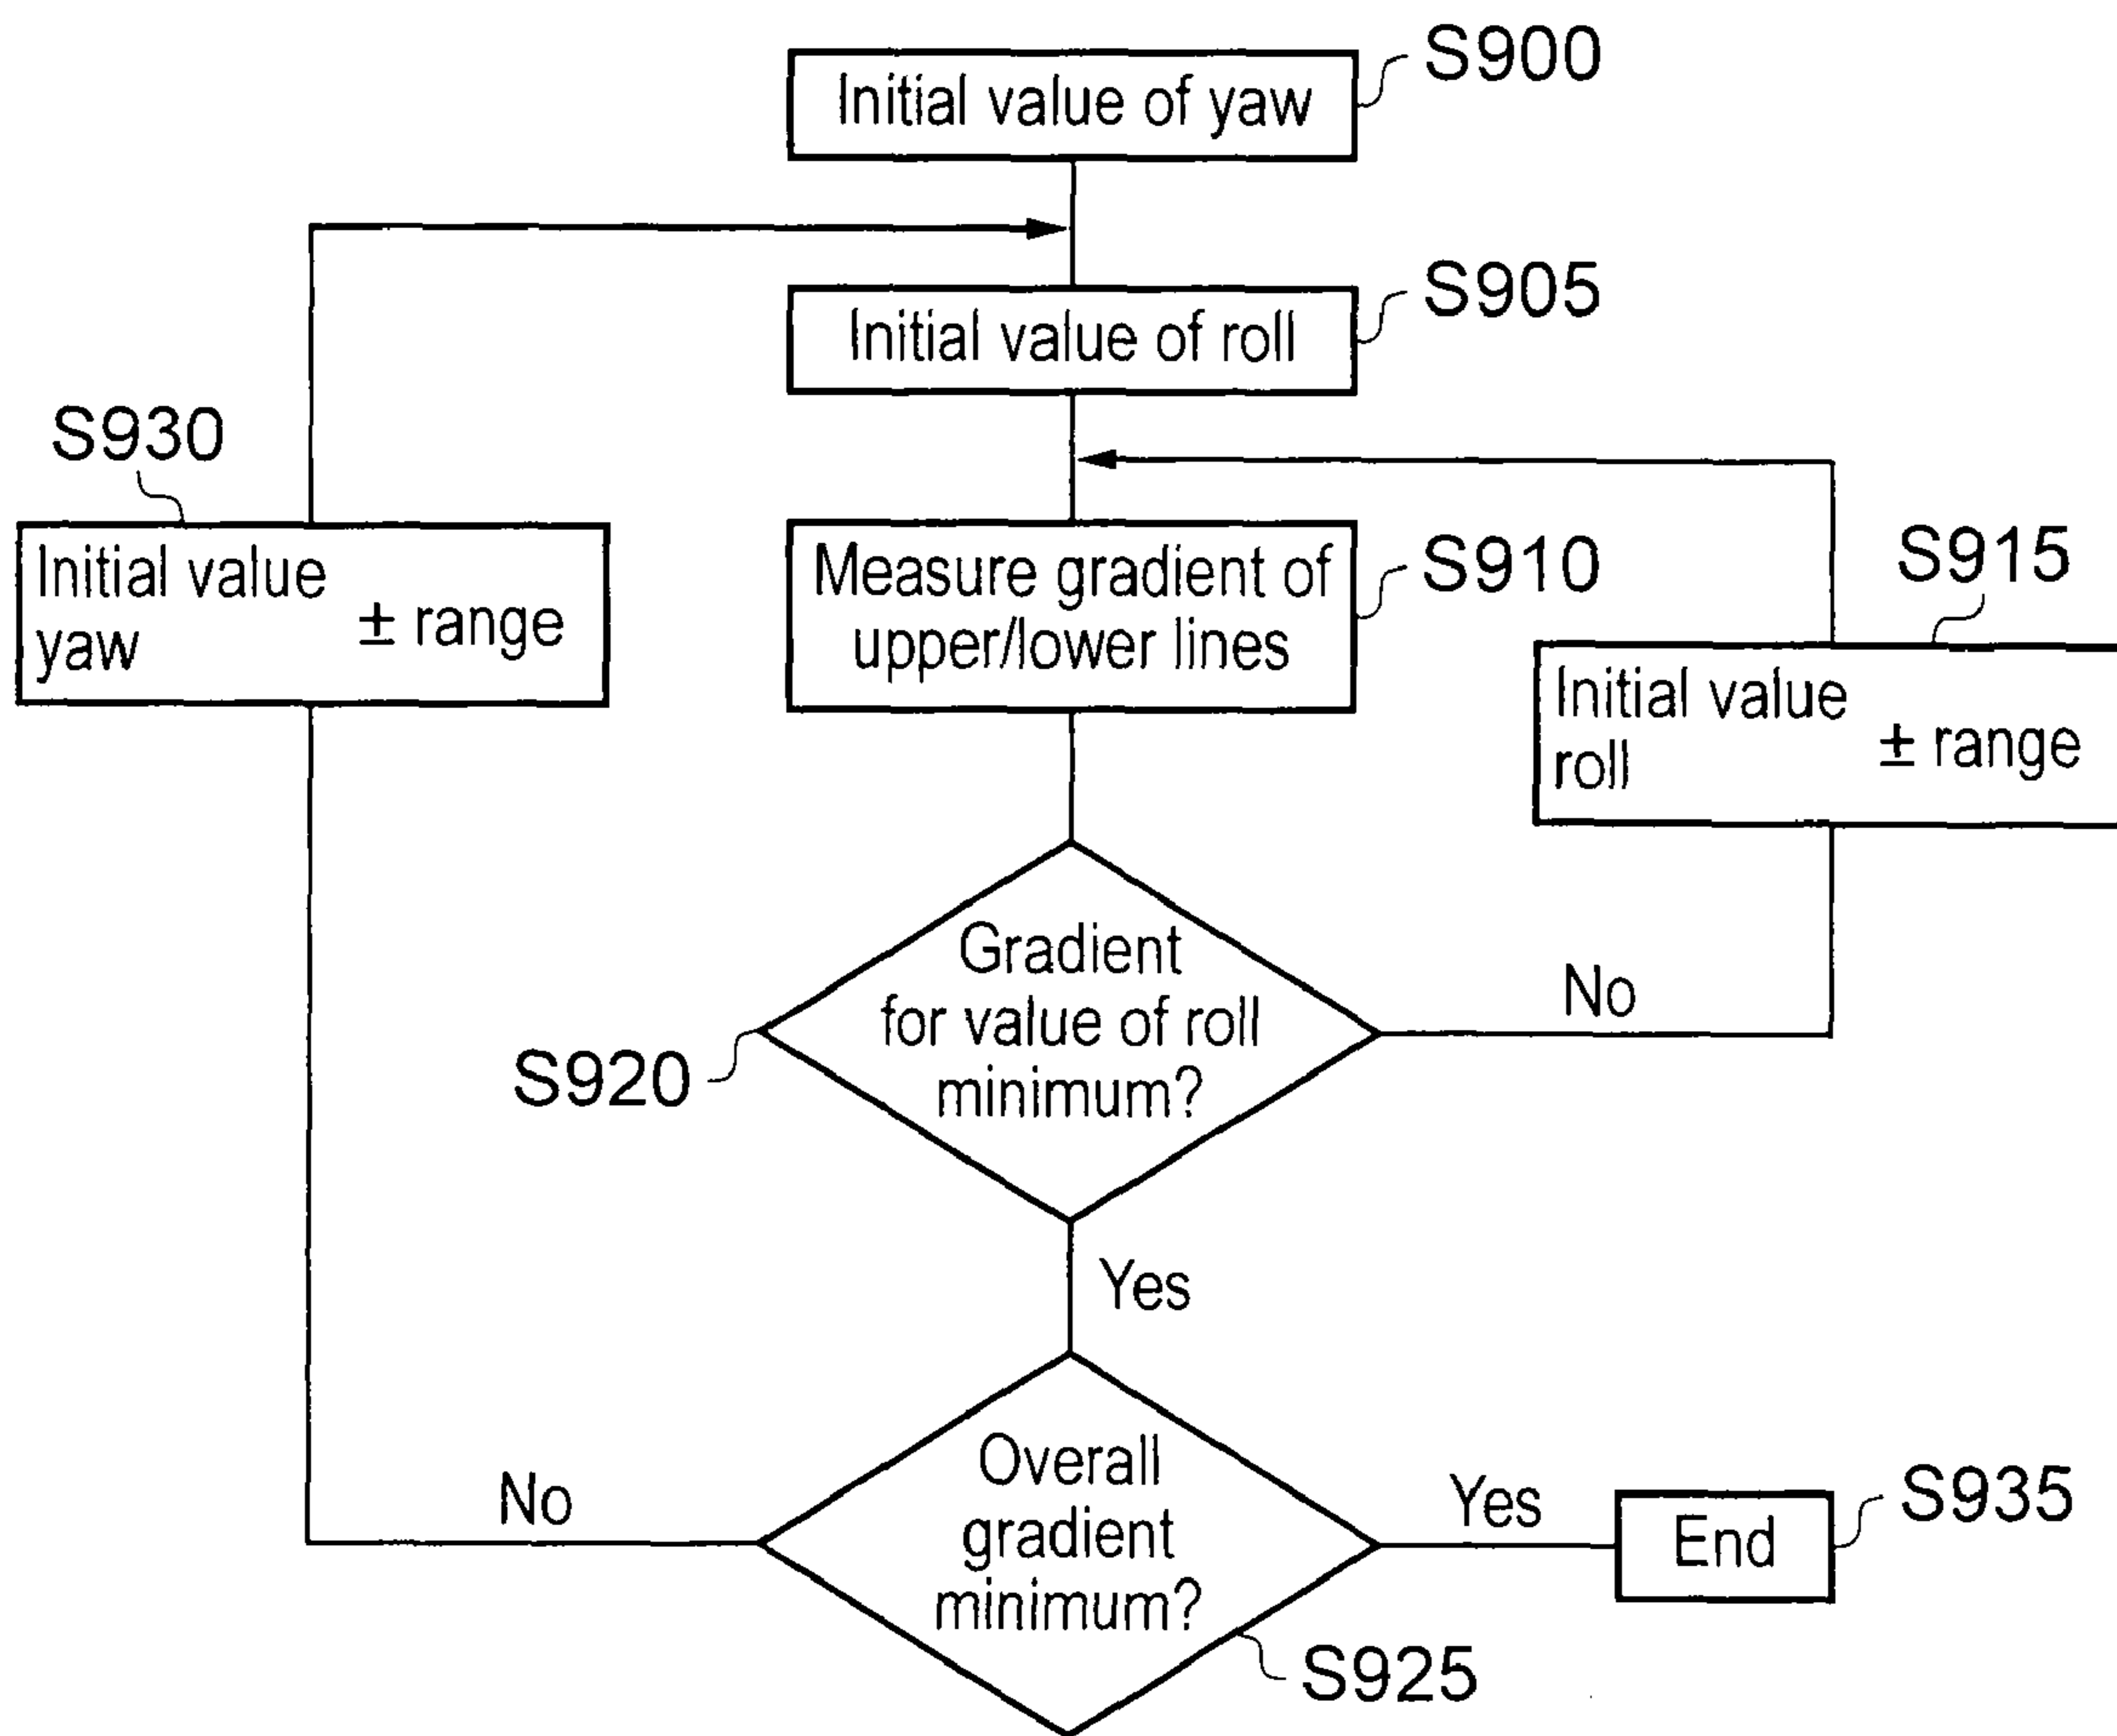 S900
Initial value of yaw
S905
Initial value of roll
S930
Initial value
yaw
± range
Measure gradient of
upper/lower lines
S910
S915
Initial value
roll
± range
Gradient
for value of roll
minimum?
No
S920
Yes
Overall
gradient
minimum?
No
Yes
End
S935
S925